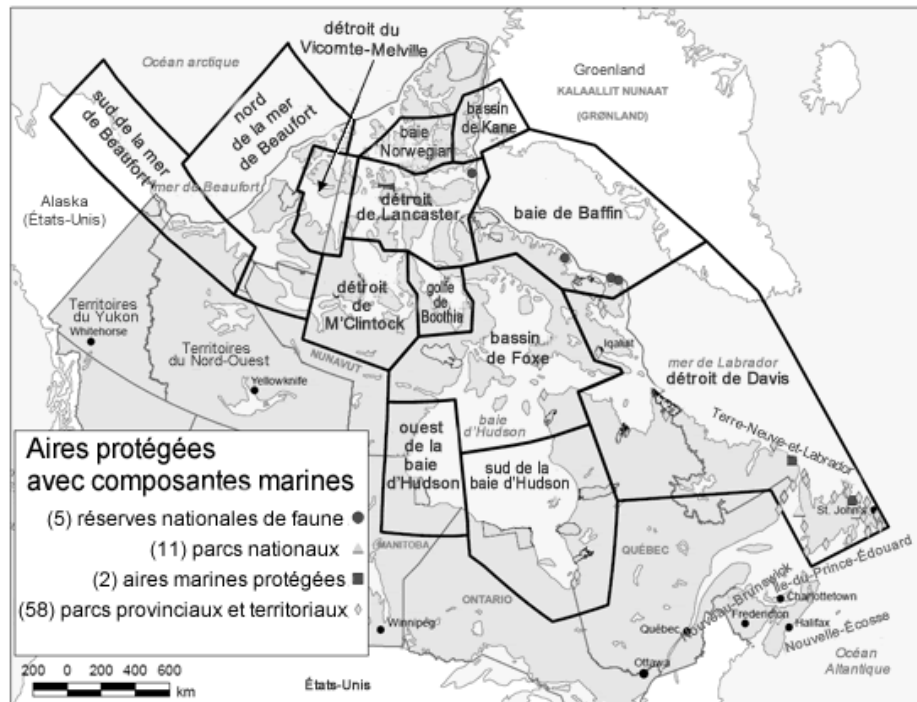 détroit du
Vicomte-Melville
Océan arctique
Groenland
KALAALLIT NUNAAT
(GRØNLAND)
sud de la mer
de Beaufort
nord
de la mer
de Beaufort
mer de Beaufort
bassin
de Kane
baie
Norwegian
détroit
de Lancaster
baie de Baffin
Alaska
(États-Unis)
détroit
de
M'Clintock
golfe
de
Boothia
bassin
de Foxe
Iqaluit
mer de Labrador
détroit de Davis
Territoires
du Yukon
Whitehorse
Territoires
du Nord-Ouest
NUNAVUT
Yellowknife
Terre-Neuve-et-Labrador
baie
d'Hudson
ouest
de la
baie
d'Hudson
sud de la
baie d'Hudson
St. John's
Aires protégées
avec composantes marines
(5) réserves nationales de faune
(11) parcs nationaux
(2) aires marines protégées
(58) parcs provinciaux et territoriaux
MANITOBA
ONTARIO
QUÉBEC
Winnipég
Québec
Ottawa
Nouveau-Brunswick
Île-du-Prince-Édouard
Charlottetown
Fredericton
Halifax
Nouvelle-Écosse
Océan
Altantique
200 0 200 400 600
km
États-Unis